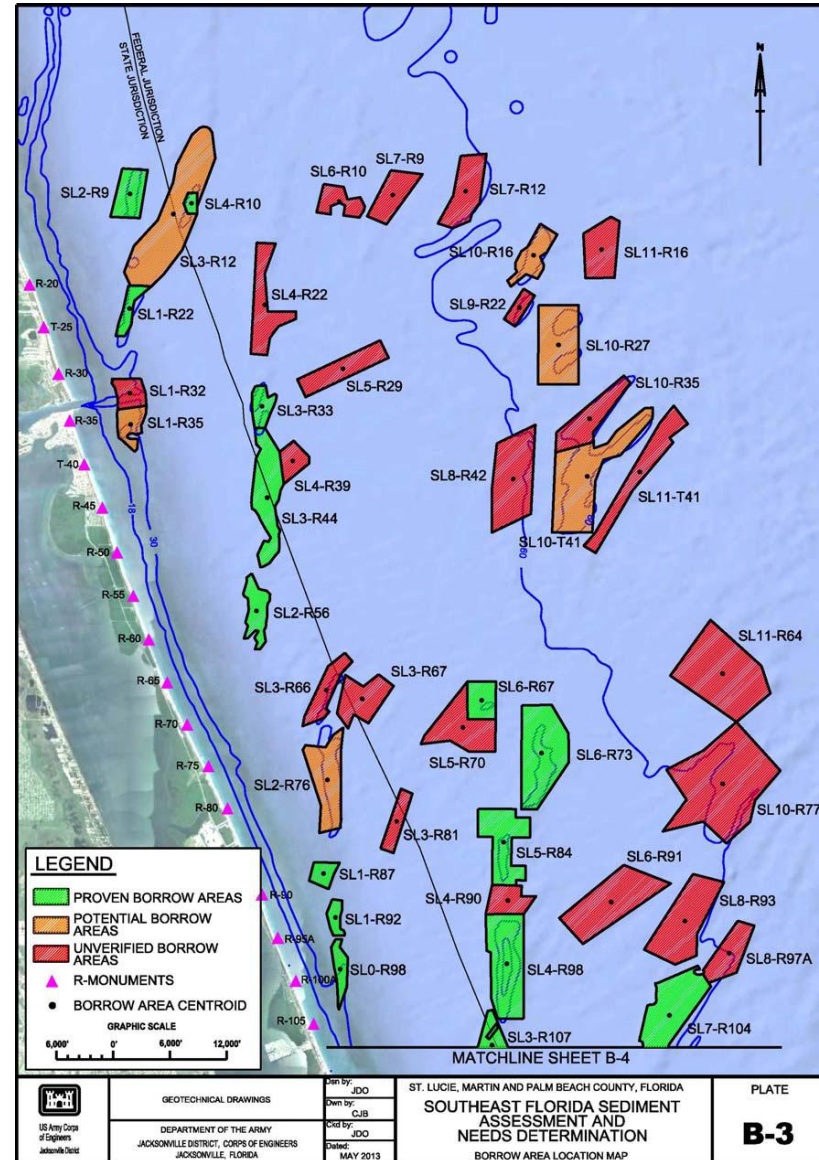 FEDERAL JURISDICTION
STATE JURISDICTION
N
SL2-R9
SL4-R10
SL6-R10
SL7-R9
SL7-R12
SL3-R12
SL10-R16
SL11-R16
R-20
SL1-R22
SL4-R22
SL9-R22
T-25
SL10-R27
SL5-R29
R-30
SL1-R32
SL3-R33
SL10-R35
R-35
SL1-R35
T-40
SL4-R39
SL8-R42
SL11-T41
R-45
18
30
SL3-R44
60
SL10-T41
R-50
R-55
SL2-R56
R-60
SL11-R64
R-65
SL3-R66
SL3-R67
SL6-R67
R-70
SL5-R70
SL6-R73
R-75
SL2-R76
SL10-R77
R-80
SL3-R81
SL5-R84
LEGEND
PROVEN BORROW AREAS
POTENTIAL BORROW
AREAS
UNVERIFIED BORROW
AREAS
R-MONUMENTS
BORROW AREA CENTROID
GRAPHIC SCALE
6,000' 0' 6,000' 12,000'
SL1-R87
R-90
SL4-R90
SL6-R91
SL8-R93
SL1-R92
R-95A
SL8-R97A
SL0-R98
SL4-R98
R-100A
R-105
SL7-R104
SL3-R107
MATCHLINE SHEET B-4
US Army Corps
of Engineers
Jacksonville District
GEOTECHNICAL DRAWINGS
DEPARTMENT OF THE ARMY
JACKSONVILLE DISTRICT, CORPS OF ENGINEERS
JACKSONVILLE, FLORIDA
Dsn by:
JDO
Dwn by:
CJB
Ckd by:
JDO
Dated:
MAY 2013
ST. LUCIE, MARTIN AND PALM BEACH COUNTY, FLORIDA
SOUTHEAST FLORIDA SEDIMENT
ASSESSMENT AND
NEEDS DETERMINATION
BORROW AREA LOCATION MAP
PLATE
B-3